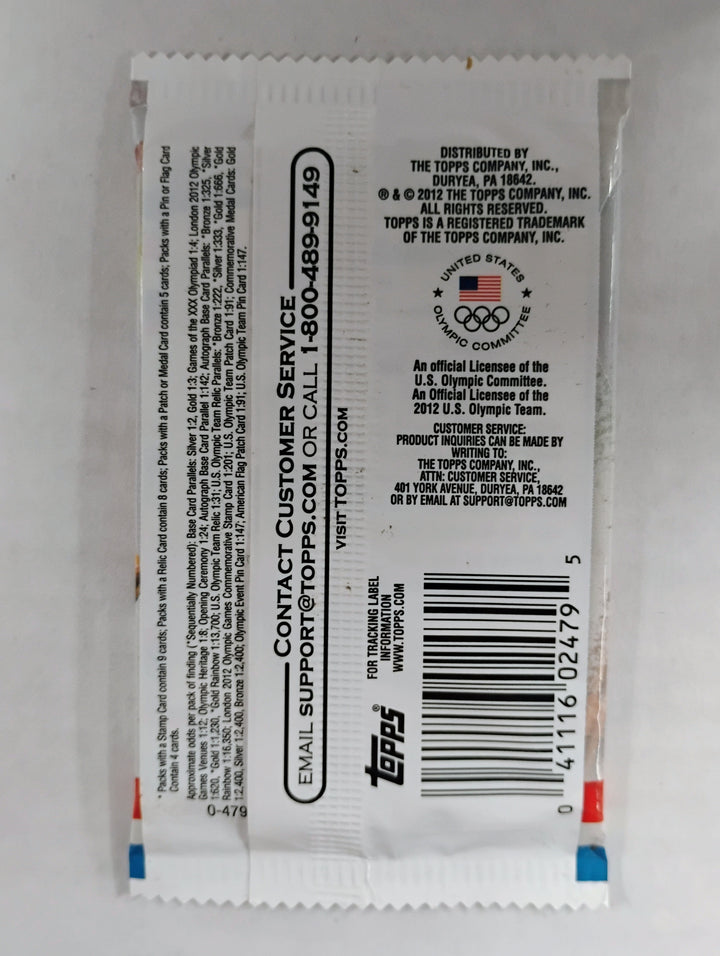 * Packs with a Stamp Card contain 9 cards; Packs with a Relic Card contain 8 cards; Packs with a Patch or Medal Card contain 5 cards; Packs with a Pin or Flag Card
Contain 4 cards.
Approximate odds per pack of finding (*Sequentially Numbered): Base Card Parallels: Silver 1:2, Gold 1:3; Games of the XXX Olympiad 1:4; London 2012 Olympic
Games Venues 1:12; Olympic Heritage 1:8; Opening Ceremony 1:24; Autograph Base Card Parallel 1:142; Autograph Base Card Parallels: *Bronze 1:325, *Silver
1:620, *Gold 1:1,230, *Gold Rainbow 1:13,700; U.S. Olympic Team Relic 1:31; U.S. Olympic Team Relic Parallels: *Bronze 1:222, *Silver 1:333, *Gold 1:666, *Gold
Rainbow 1:16,350; London 2012 Olympic Games Commemorative Stamp Card 1:201; U.S. Olympic Team Patch Card 1:91; Commemorative Medal Cards: Gold
1:2,400, Silver 1:2,400, Bronze 1:2,400; Olympic Event Pin Card 1:147; American Flag Patch Card 1:91; U.S. Olympic Team Pin Card 1:147.
0-479
CONTACT CUSTOMER SERVICE
EMAIL SUPPORT@TOPPS.COM OR CALL 1-800-489-9149
VISIT TOPPS.COM
DISTRIBUTED BY
THE TOPPS COMPANY, INC.,
DURYEA, PA 18642.
® & © 2012 THE TOPPS COMPANY, INC.
ALL RIGHTS RESERVED.
TOPPS IS A REGISTERED TRADEMARK
OF THE TOPPS COMPANY, INC.
UNITED STATES
OLYMPIC COMMITTEE
An official Licensee of the
U.S. Olympic Committee.
An Official Licensee of the
2012 U.S. Olympic Team.
CUSTOMER SERVICE:
PRODUCT INQUIRIES CAN BE MADE BY
WRITING TO:
THE TOPPS COMPANY, INC.,
ATTN: CUSTOMER SERVICE,
401 YORK AVENUE, DURYEA, PA 18642
OR BY EMAIL AT SUPPORT@TOPPS.COM
FOR TRACKING LABEL
INFORMATION
WWW.TOPPS.COM
Topps®
0 41116 02479 5